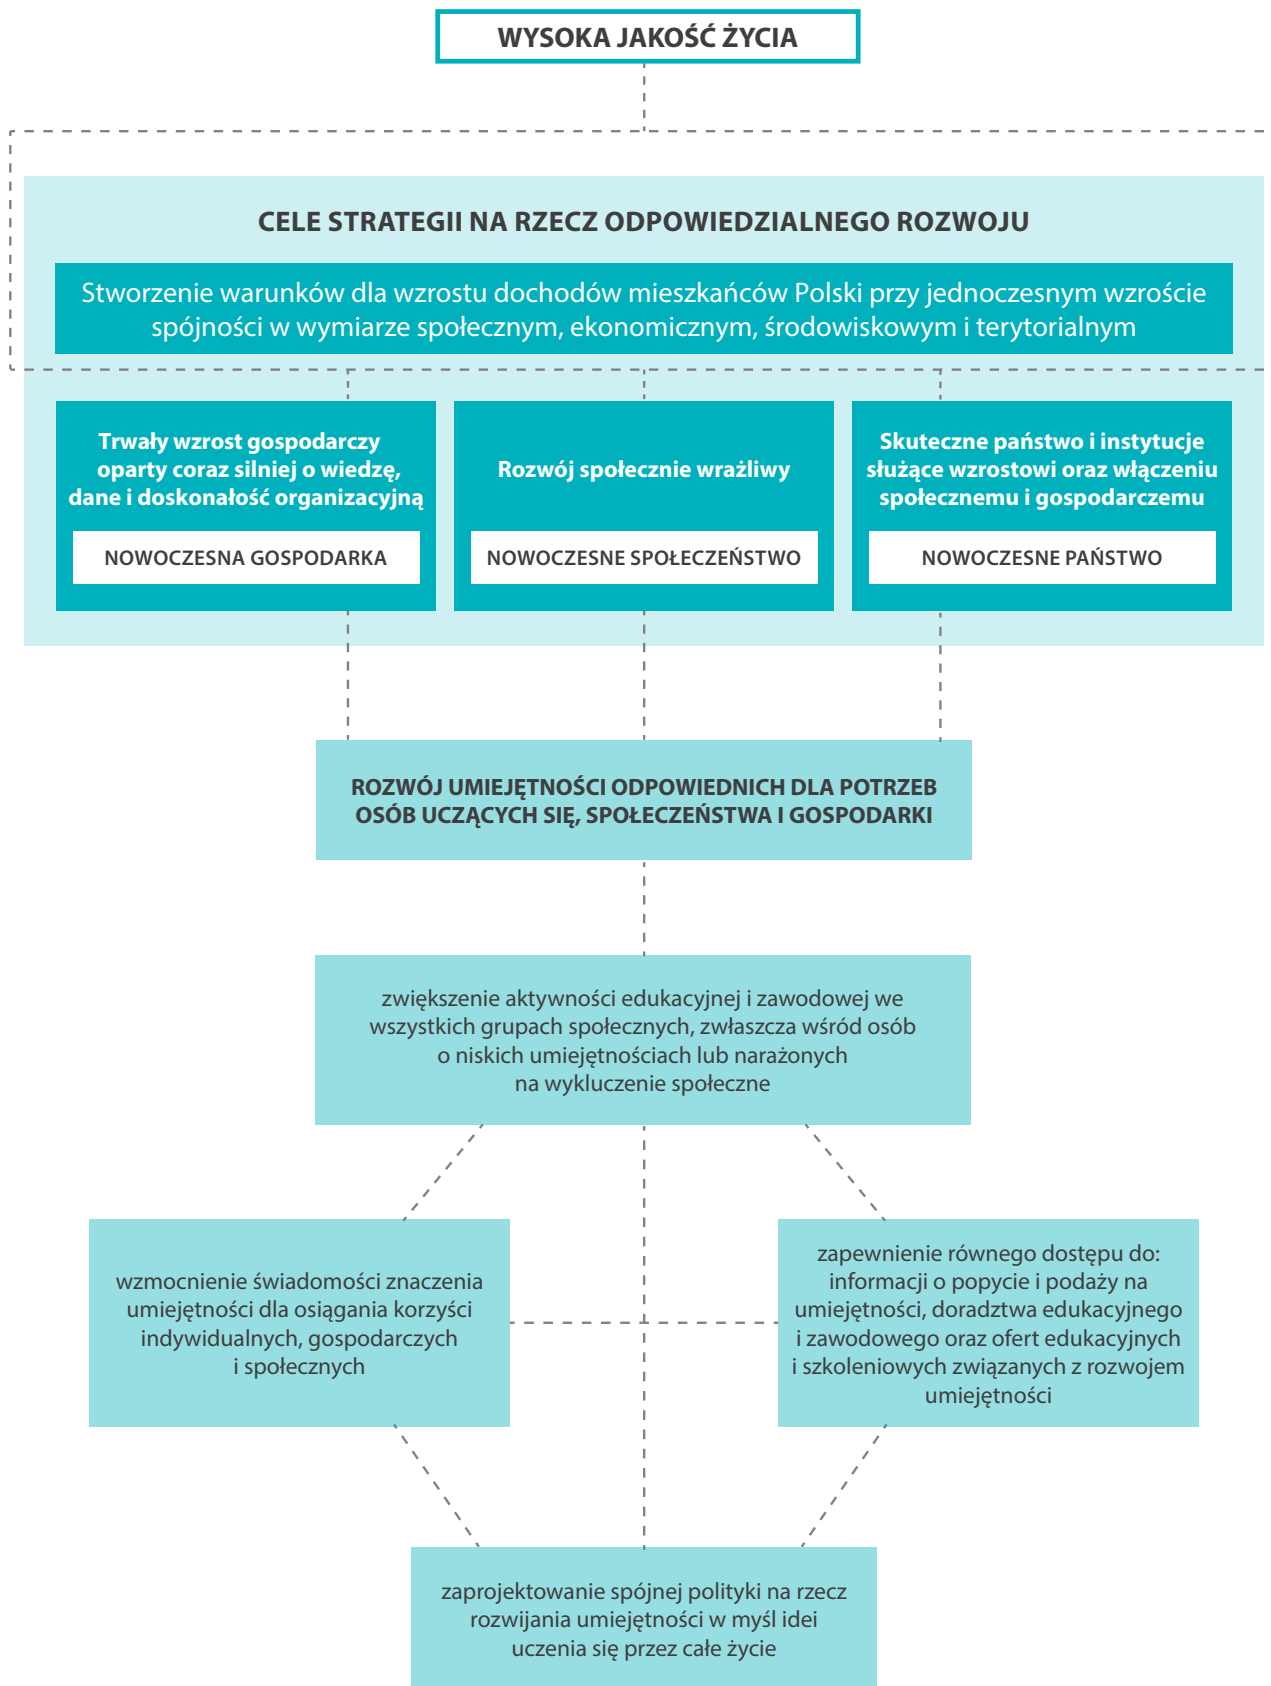 WYSOKA JAKOŚĆ ŻYCIA
CELE STRATEGII NA RZECZ ODPOWIEDZIALNEGO ROZWOJU
Stworzenie warunków dla wzrostu dochodów mieszkańców Polski przy jednoczesnym wzroście
spójności w wymiarze społecznym, ekonomicznym, środowiskowym i terytorialnym
Trwały wzrost gospodarczy
oparty coraz silniej o wiedzę,
dane i doskonałość organizacyjną
NOWOCZESNA GOSPODARKA
Rozwój społecznie wrażliwy
NOWOCZESNE SPOŁECZEŃSTWO
Skuteczne państwo i instytucje
służące wzrostowi oraz włączeniu
społecznemu i gospodarczemu
NOWOCZESNE PAŃSTWO
ROZWÓJ UMIEJĘTNOŚCI ODPOWIEDNICH DLA POTRZEB
OSÓB UCZĄCYCH SIĘ, SPOŁECZEŃSTWA I GOSPODARKI
zwiększenie aktywności edukacyjnej i zawodowej we
wszystkich grupach społecznych, zwłaszcza wśród osób
o niskich umiejętnościach lub narażonych
na wykluczenie społeczne
wzmocnienie świadomości znaczenia
umiejętności dla osiągania korzyści
indywidualnych, gospodarczych
i społecznych
zapewnienie równego dostępu do:
informacji o popycie i podaży na
umiejętności, doradztwa edukacyjnego
i zawodowego oraz ofert edukacyjnych
i szkoleniowych związanych z rozwojem
umiejętności
zaprojektowanie spójnej polityki na rzecz
rozwijania umiejętności w myśl idei
uczenia się przez całe życie